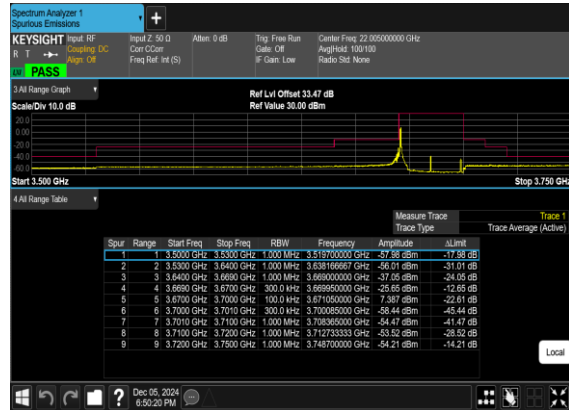 Spectrum Analyzer 1
Spurious Emissions
+
KEYSIGHT Input: RF Input Z: 50 Ω Atten: 0 dB Trig: Free Run Center Freq: 22.005000000 GHz
R T Coupling: DC Corr CCorr Gate: Off Avg|Hold: 100/100
Align: Off Freq Ref: Int (S) IF Gain: Low Radio Std: None
PASS
3 All Range Graph
Ref Lvl Offset 33.47 dB
Scale/Div 10.0 dB Ref Value 30.00 dBm
20.0
0.00
-20.0
-40.0
-60.0
Start 3.500 GHz Stop 3.750 GHz
4 All Range Table
Measure Trace Trace 1
Trace Type Trace Average (Active)
Spur Range Start Freq Stop Freq RBW Frequency Amplitude ΔLimit
1 1 3.5000 GHz 3.5300 GHz 1.000 MHz 3.519700000 GHz -57.98 dBm -17.98 dB
2 2 3.5300 GHz 3.6400 GHz 1.000 MHz 3.638166667 GHz -56.01 dBm -31.01 dB
3 3 3.6400 GHz 3.6690 GHz 1.000 MHz 3.669000000 GHz -37.05 dBm -24.05 dB
4 4 3.6690 GHz 3.6700 GHz 300.0 kHz 3.669950000 GHz -25.65 dBm -12.65 dB
5 5 3.6700 GHz 3.7000 GHz 100.0 kHz 3.671050000 GHz 7.387 dBm -22.61 dB
6 6 3.7000 GHz 3.7010 GHz 300.0 kHz 3.700085000 GHz -58.44 dBm -45.44 dB
7 7 3.7010 GHz 3.7100 GHz 1.000 MHz 3.708365000 GHz -54.47 dBm -41.47 dB
8 8 3.7100 GHz 3.7200 GHz 1.000 MHz 3.712733333 GHz -53.52 dBm -28.52 dB
9 9 3.7200 GHz 3.7500 GHz 1.000 MHz 3.748700000 GHz -54.21 dBm -14.21 dB
Local
? Dec 05, 2024
6:50:20 PM